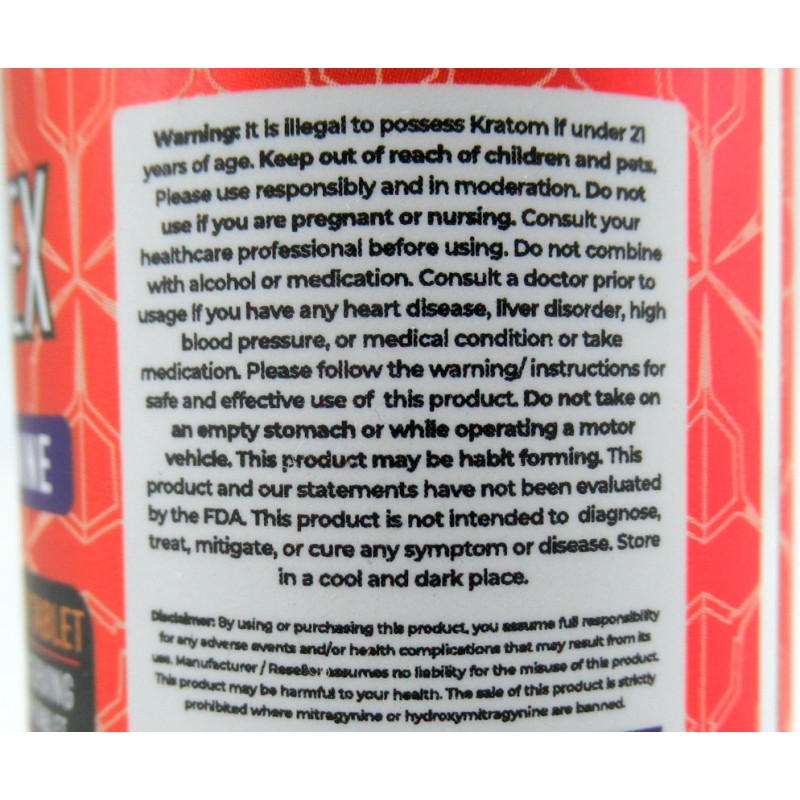 Warning: It is illegal to possess Kratom if under 21
years of age. Keep out of reach of children and pets.
Please use responsibly and in moderation. Do not
use if you are pregnant or nursing. Consult your
healthcare professional before using. Do not combine
with alcohol or medication. Consult a doctor prior to
usage if you have any heart disease, liver disorder, high
blood pressure, or medical condition or take
medication. Please follow the warning/ instructions for
safe and effective use of this product. Do not take on
an empty stomach or while operating a motor
vehicle. This product may be habit forming. This
product and our statements have not been evaluated
by the FDA. This product is not intended to diagnose,
treat, mitigate, or cure any symptom or disease. Store
in a cool and dark place.
Disclaimer: By using or purchasing this product, you assume full responsibility
for any adverse events and/or health complications that may result from its
use. Manufacturer / Reseller assumes no liability for the misuse of this product.
This product may be harmful to your health. The sale of this product is strictly
prohibited where mitragynine or hydroxymitragynine are banned.
EX
INE
TABLET